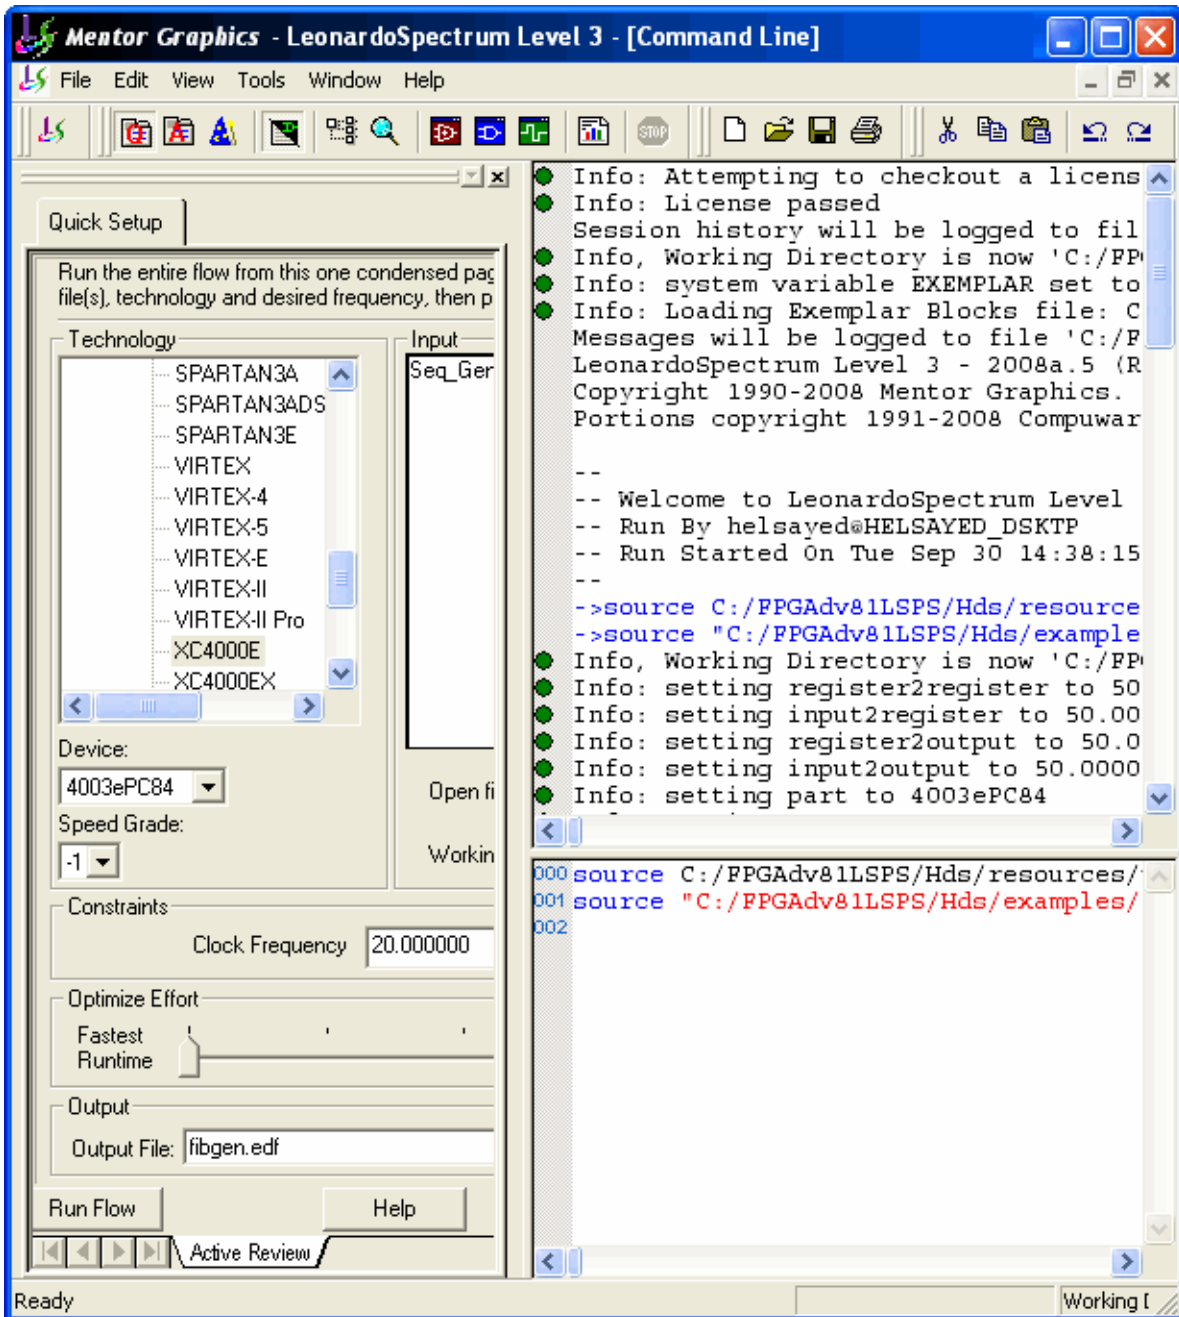 Mentor Graphics - LeonardoSpectrum Level 3 - [Command Line]
File Edit View Tools Window Help
STOP
Quick Setup
Run the entire flow from this one condensed pag
file(s), technology and desired frequency, then p
Technology
SPARTAN3A
SPARTAN3ADS
SPARTAN3E
VIRTEX
VIRTEX-4
VIRTEX-5
VIRTEX-E
VIRTEX-II
VIRTEX-II Pro
XC4000E
XC4000EX
Device:
4003ePC84
Speed Grade:
-1
Input
Seq_Ger
Open fi
Workin
Constraints
Clock Frequency 20.000000
Optimize Effort
Fastest
Runtime
Output
Output File: fibgen.edf
Run Flow Help
Active Review
Info: Attempting to checkout a licens
Info: License passed
Session history will be logged to fil
Info, Working Directory is now 'C:/FP
Info: system variable EXEMPLAR set to
Info: Loading Exemplar Blocks file: C
Messages will be logged to file 'C:/F
LeonardoSpectrum Level 3 - 2008a.5 (R
Copyright 1990-2008 Mentor Graphics.
Portions copyright 1991-2008 Compuwar
--
-- Welcome to LeonardoSpectrum Level
-- Run By helsayed@HELSAYED_DSKTP
-- Run Started On Tue Sep 30 14:38:15
--
->source C:/FPGAdv81LSPS/Hds/resource
->source "C:/FPGAdv81LSPS/Hds/example
Info, Working Directory is now 'C:/FP
Info: setting register2register to 50
Info: setting input2register to 50.00
Info: setting register2output to 50.0
Info: setting input2output to 50.0000
Info: setting part to 4003ePC84
000 source C:/FPGAdv81LSPS/Hds/resources/
001 source "C:/FPGAdv81LSPS/Hds/examples/
002
Ready
Working